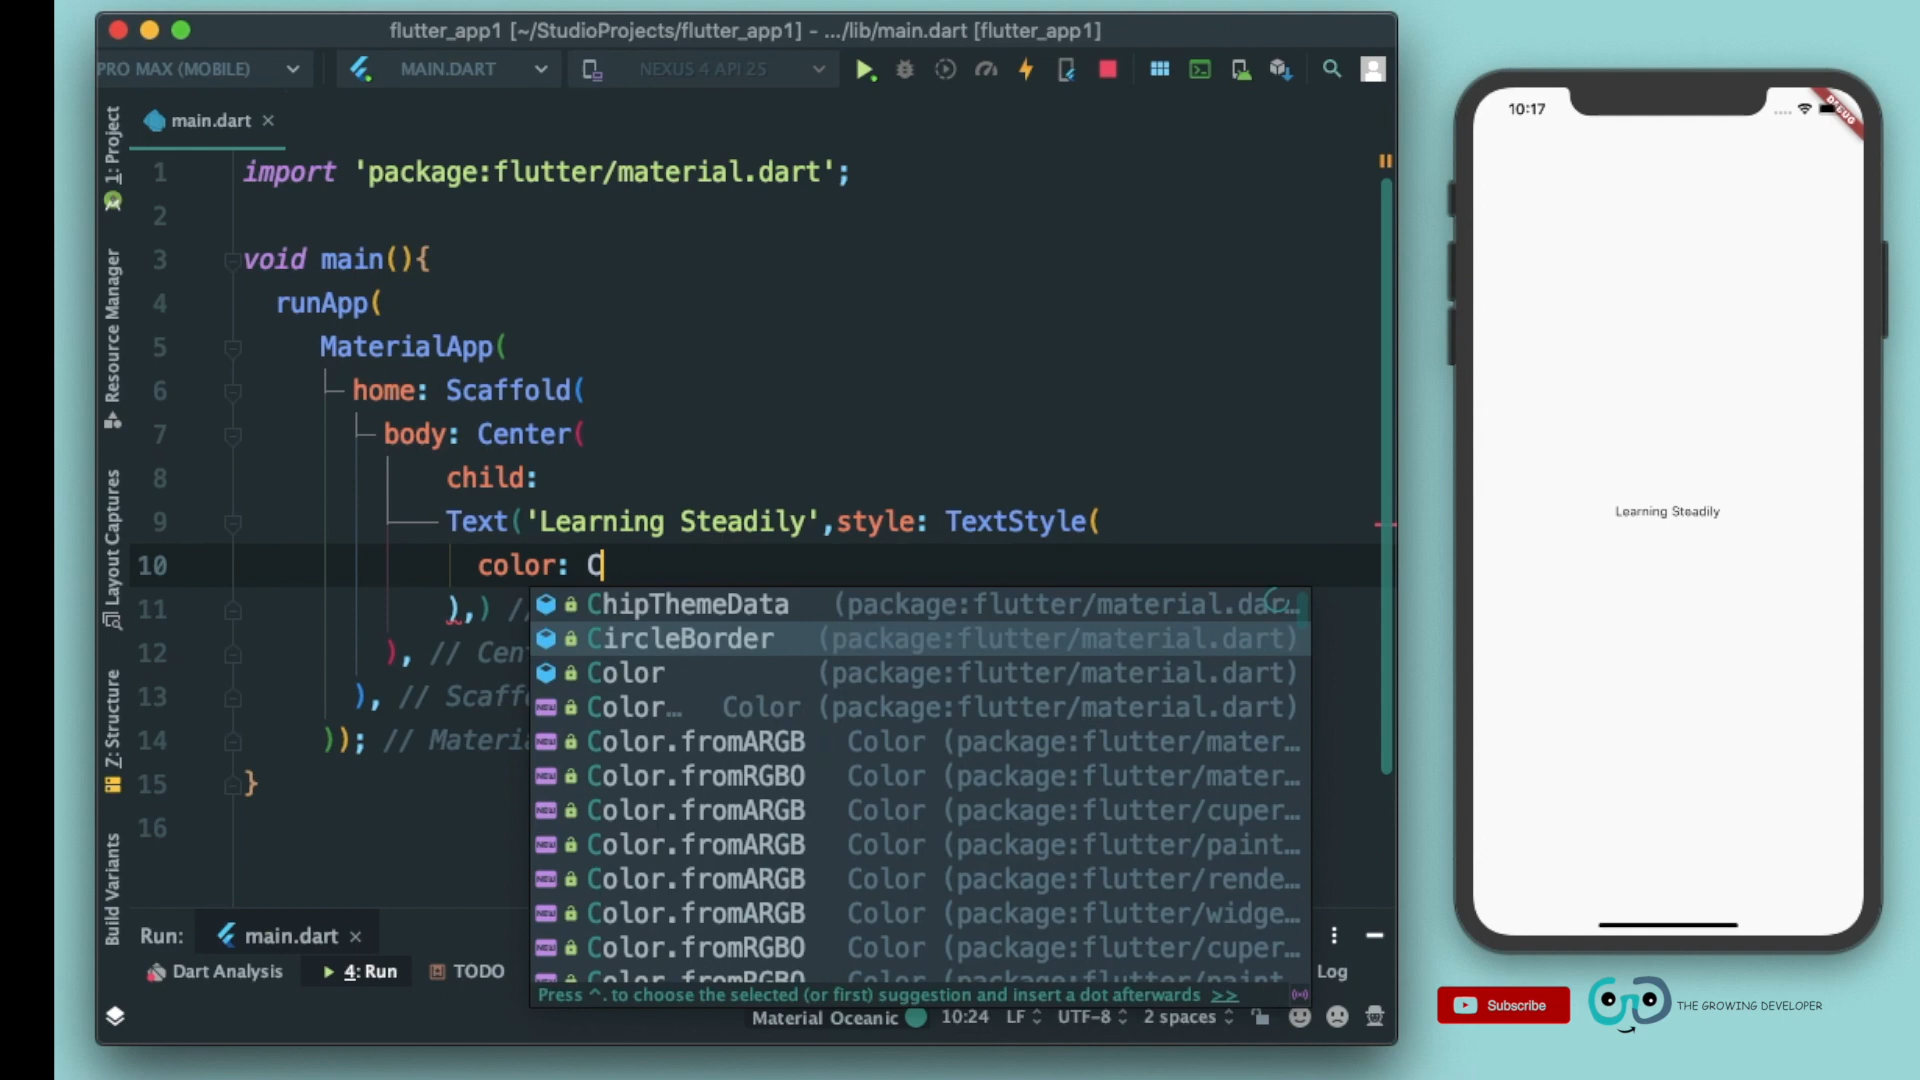 flutter_app1 [~/StudioProjects/flutter_app1] - .../lib/main.dart [flutter_app1]
PRO MAX (MOBILE)
MAIN.DART
NEXUS 4 API 25
1: Project
Resource Manager
Layout Captures
Z: Structure
Build Variants
main.dart
1 import 'package:flutter/material.dart';
2
3 void main(){
4 runApp(
5 MaterialApp(
6 home: Scaffold(
7 body: Center(
8 child:
9 Text('Learning Steadily',style: TextStyle(
10 color: C
11 ),) //
12 ), // Cen
13 ), // Scaff
14 )); // Materi
15 }
16
ChipThemeData (package:flutter/material.dar…
CircleBorder (package:flutter/material.dart)
Color (package:flutter/material.dart)
Color… Color (package:flutter/material.dart)
Color.fromARGB Color (package:flutter/mater…
Color.fromRGBO Color (package:flutter/mater…
Color.fromARGB Color (package:flutter/cuper…
Color.fromARGB Color (package:flutter/paint…
Color.fromARGB Color (package:flutter/rende…
Color.fromARGB Color (package:flutter/widge…
Color.fromRGBO Color (package:flutter/cuper…
Color.fromRGBO Color (package:flutter/paint…
Press ^. to choose the selected (or first) suggestion and insert a dot afterwards >>
Run: main.dart
Dart Analysis
4: Run
TODO
Log
Material Oceanic
10:24 LF UTF-8 2 spaces
10:17
DEBUG
Learning Steadily
Subscribe
THE GROWING DEVELOPER